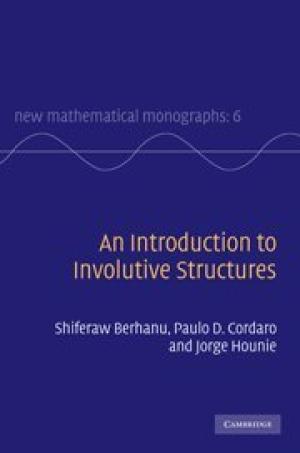 new mathematical monographs: 6
An Introduction to
Involutive Structures
Shiferaw Berhanu, Paulo D. Cordaro
and Jorge Hounie
CAMBRIDGE